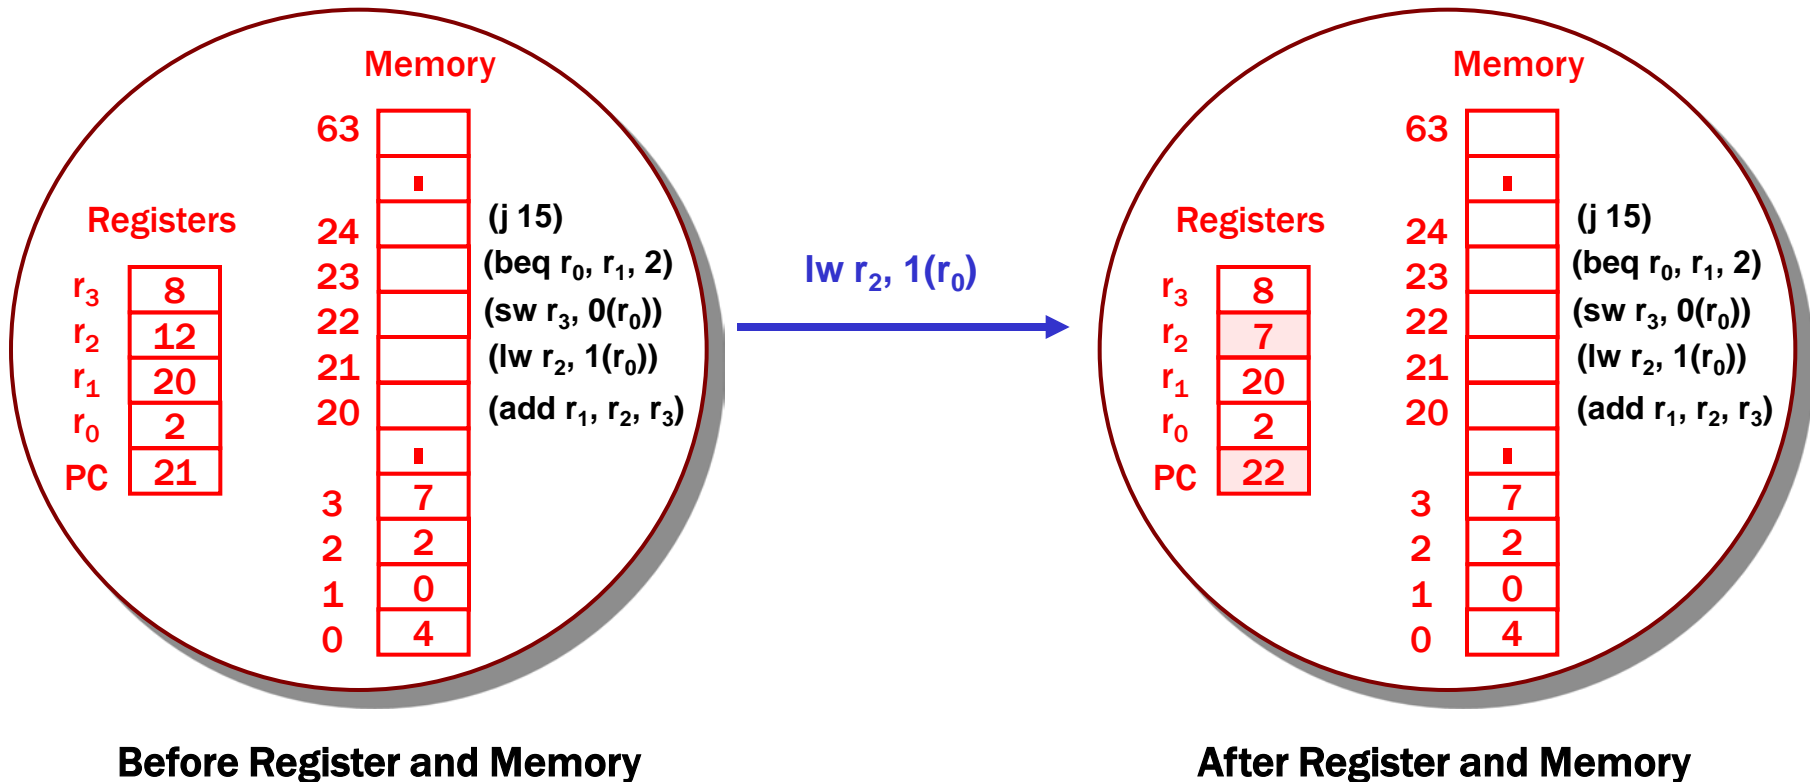 Memory
63
24 (j 15)
23 (beq r₀, r₁, 2)
22 (sw r₃, 0(r₀))
21 (lw r₂, 1(r₀))
20 (add r₁, r₂, r₃)
3 7
2 2
1 0
0 4
Registers
r₃ 8
r₂ 12
r₁ 20
r₀ 2
PC 21
Before Register and Memory
lw r₂, 1(r₀)
Memory
63
24 (j 15)
23 (beq r₀, r₁, 2)
22 (sw r₃, 0(r₀))
21 (lw r₂, 1(r₀))
20 (add r₁, r₂, r₃)
3 7
2 2
1 0
0 4
Registers
r₃ 8
r₂ 7
r₁ 20
r₀ 2
PC 22
After Register and Memory